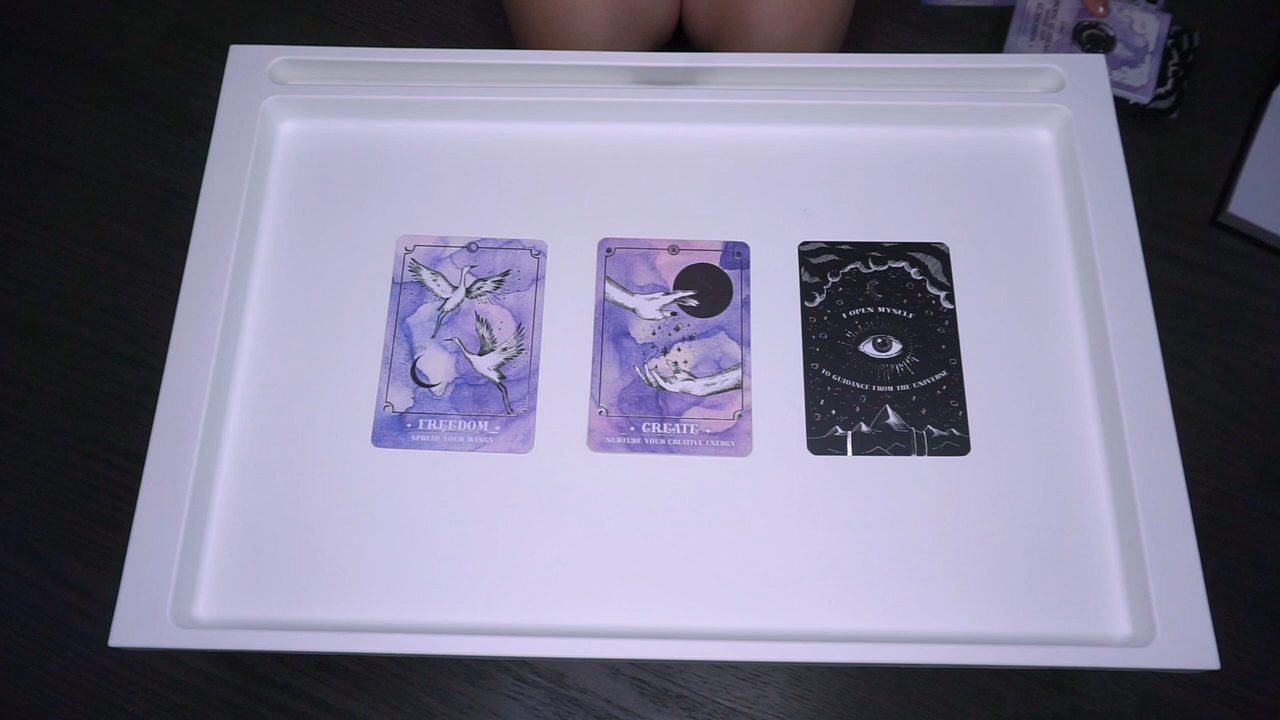 FREEDOM
SPREAD YOUR WINGS
CREATE
NURTURE YOUR CREATIVE ENERGY
I OPEN MYSELF
TO GUIDANCE FROM THE UNIVERSE